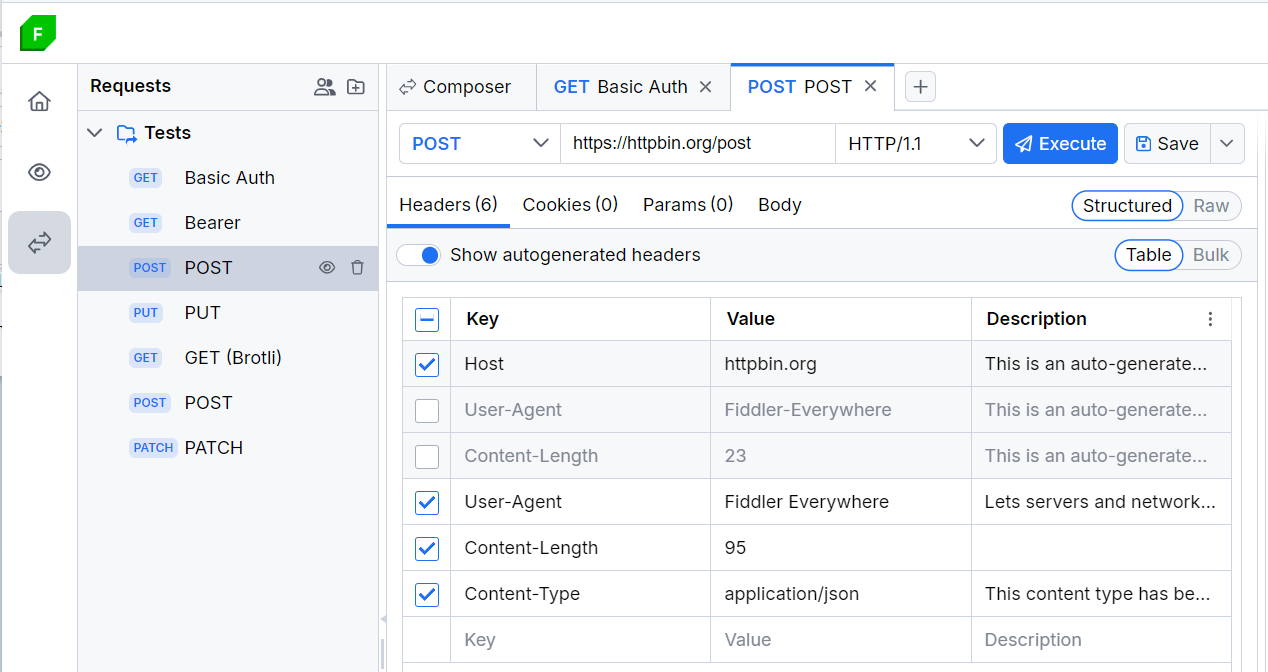 F
Requests
Composer
GET Basic Auth
POST POST
Tests
GET Basic Auth
GET Bearer
POST POST
PUT PUT
GET GET (Brotli)
POST POST
PATCH PATCH
POST
https://httpbin.org/post
HTTP/1.1
Execute
Save
Headers (6)
Cookies (0)
Params (0)
Body
Structured
Raw
Show autogenerated headers
Table
Bulk
Key Value Description
Host httpbin.org This is an auto-generate...
User-Agent Fiddler-Everywhere This is an auto-generate...
Content-Length 23 This is an auto-generate...
User-Agent Fiddler Everywhere Lets servers and network...
Content-Length 95
Content-Type application/json This content type has be...
Key Value Description